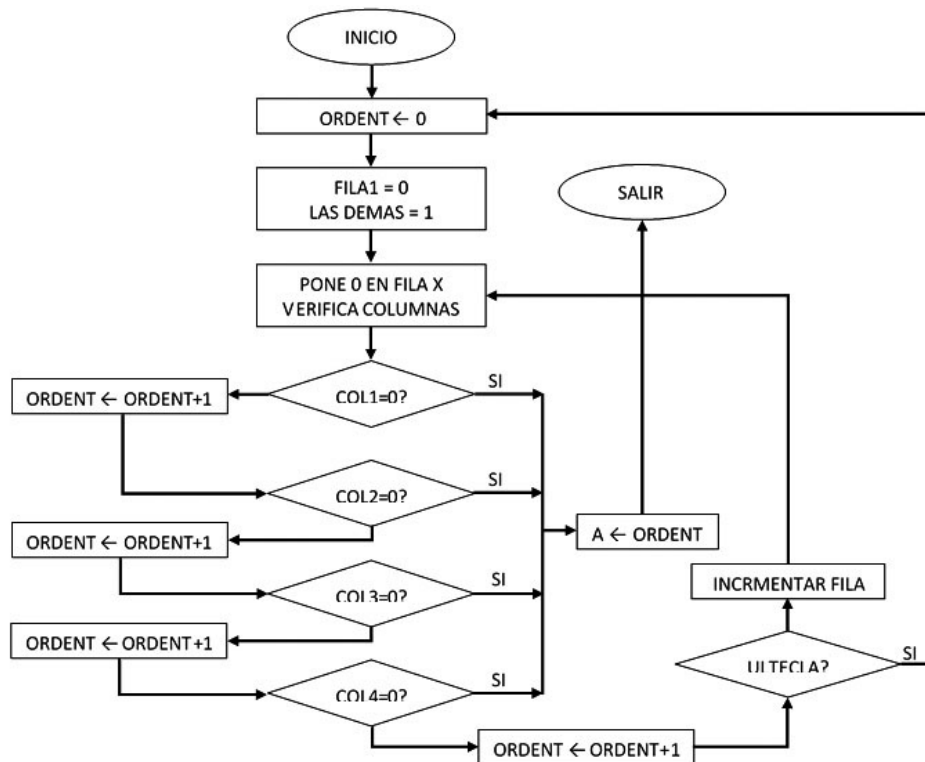 INICIO
ORDENT ← 0
FILA1 = 0
LAS DEMAS = 1
SALIR
PONE 0 EN FILA X
VERIFICA COLUMNAS
COL1=0?
SI
ORDENT ← ORDENT+1
COL2=0?
SI
ORDENT ← ORDENT+1
A ← ORDENT
COL3=0?
SI
INCRMENTAR FILA
ORDENT ← ORDENT+1
COL4=0?
SI
ULTECLA?
SI
ORDENT ← ORDENT+1